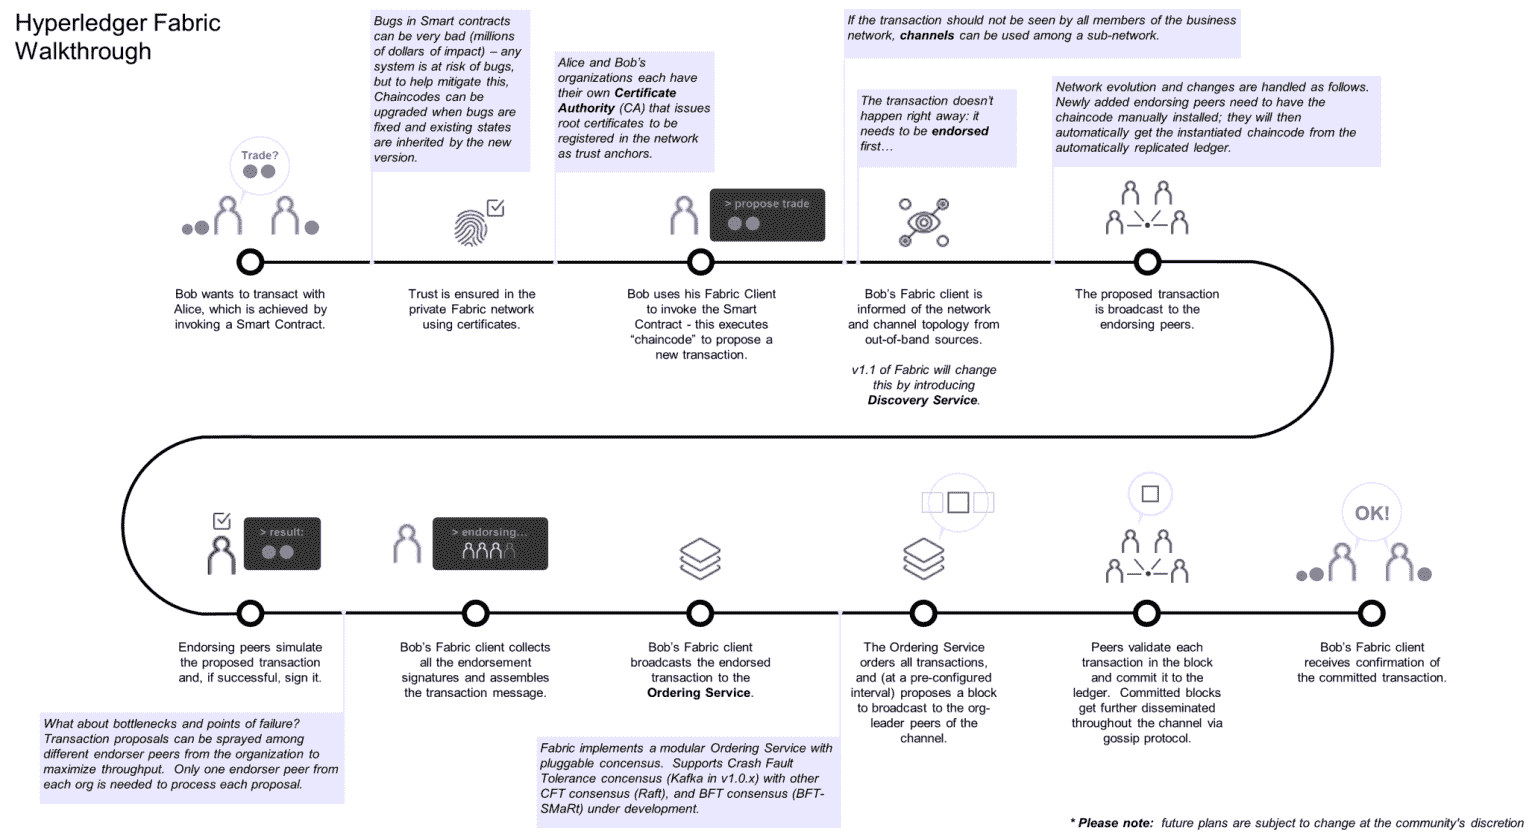 Hyperledger Fabric
Walkthrough
Bugs in Smart contracts
can be very bad (millions
of dollars of impact) – any
system is at risk of bugs,
but to help mitigate this,
Chaincodes can be
upgraded when bugs are
fixed and existing states
are inherited by the new
version.
Alice and Bob's
organizations each have
their own Certificate
Authority (CA) that issues
root certificates to be
registered in the network
as trust anchors.
If the transaction should not be seen by all members of the business
network, channels can be used among a sub-network.
The transaction doesn't
happen right away: it
needs to be endorsed
first…
Network evolution and changes are handled as follows.
Newly added endorsing peers need to have the
chaincode manually installed; they will then
automatically get the instantiated chaincode from the
automatically replicated ledger.
Trade?
> propose trade
Bob wants to transact with
Alice, which is achieved by
invoking a Smart Contract.
Trust is ensured in the
private Fabric network
using certificates.
Bob uses his Fabric Client
to invoke the Smart
Contract - this executes
“chaincode” to propose a
new transaction.
Bob's Fabric client is
informed of the network
and channel topology from
out-of-band sources.
v1.1 of Fabric will change
this by introducing
Discovery Service.
The proposed transaction
is broadcast to the
endorsing peers.
> result:
> endorsing...
OK!
Endorsing peers simulate
the proposed transaction
and, if successful, sign it.
Bob's Fabric client collects
all the endorsement
signatures and assembles
the transaction message.
Bob's Fabric client
broadcasts the endorsed
transaction to the
Ordering Service.
The Ordering Service
orders all transactions,
and (at a pre-configured
interval) proposes a block
to broadcast to the org-
leader peers of the
channel.
Peers validate each
transaction in the block
and commit it to the
ledger. Committed blocks
get further disseminated
throughout the channel via
gossip protocol.
Bob's Fabric client
receives confirmation of
the committed transaction.
What about bottlenecks and points of failure?
Transaction proposals can be sprayed among
different endorser peers from the organization to
maximize throughput. Only one endorser peer from
each org is needed to process each proposal.
Fabric implements a modular Ordering Service with
pluggable concensus. Supports Crash Fault
Tolerance concensus (Kafka in v1.0.x) with other
CFT consensus (Raft), and BFT consensus (BFT-
SMaRt) under development.
* Please note: future plans are subject to change at the community's discretion